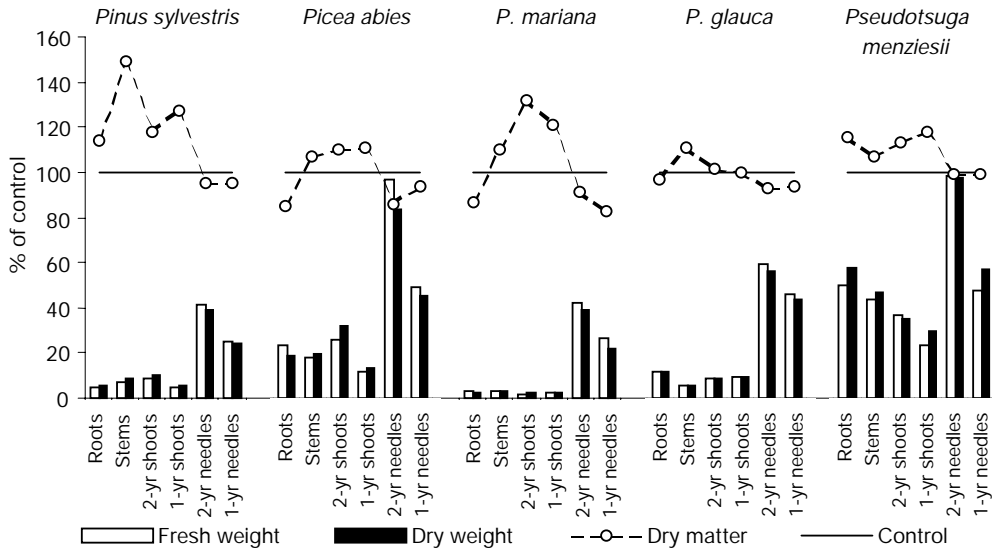 Pinus sylvestris Picea abies P. mariana P. glauca Pseudotsuga
menziesii
% of control
160
140
120
100
80
60
40
20
0
Roots
Stems
2-yr shoots
1-yr shoots
2-yr needles
1-yr needles
Roots
Stems
2-yr shoots
1-yr shoots
2-yr needles
1-yr needles
Roots
Stems
2-yr shoots
1-yr shoots
2-yr needles
1-yr needles
Roots
Stems
2-yr shoots
1-yr shoots
2-yr needles
1-yr needles
Roots
Stems
2-yr shoots
1-yr shoots
2-yr needles
1-yr needles
Fresh weight Dry weight Dry matter Control